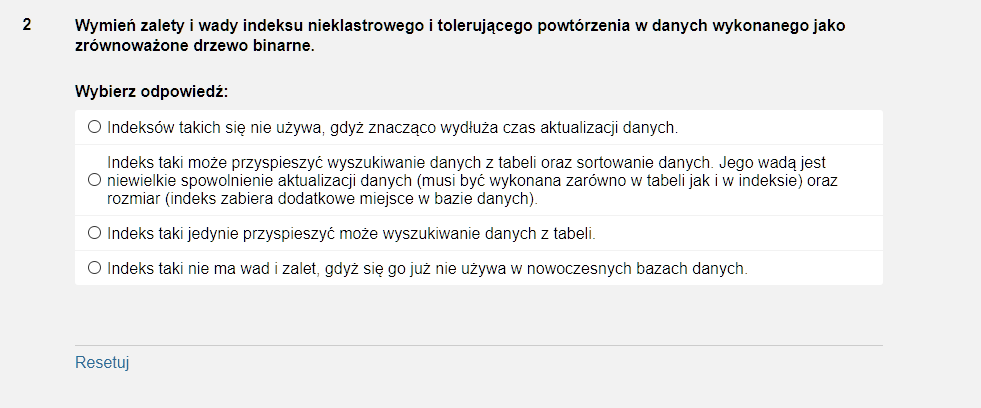 2 Wymień zalety i wady indeksu nieklastrowego i tolerującego powtórzenia w danych wykonanego jako
zrównoważone drzewo binarne.
Wybierz odpowiedź:
Indeksów takich się nie używa, gdyż znacząco wydłuża czas aktualizacji danych.
Indeks taki może przyspieszyć wyszukiwanie danych z tabeli oraz sortowanie danych. Jego wadą jest
niewielkie spowolnienie aktualizacji danych (musi być wykonana zarówno w tabeli jak i w indeksie) oraz
rozmiar (indeks zabiera dodatkowe miejsce w bazie danych).
Indeks taki jedynie przyspieszyć może wyszukiwanie danych z tabeli.
Indeks taki nie ma wad i zalet, gdyż się go już nie używa w nowoczesnych bazach danych.
Resetuj